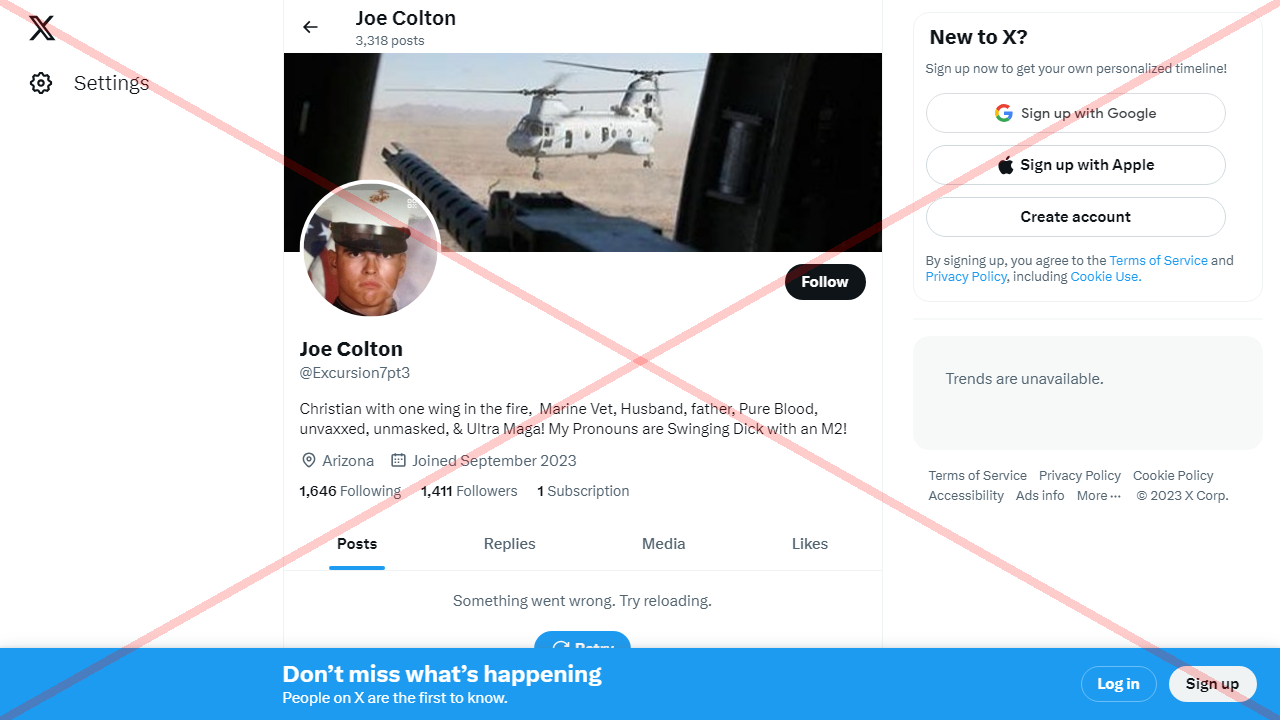 Settings
Joe Colton
3,318 posts
Follow
Joe Colton
@Excursion7pt3
Christian with one wing in the fire,  Marine Vet, Husband, father, Pure Blood,
unvaxxed, unmasked, & Ultra Maga! My Pronouns are Swinging Dick with an M2!
Arizona Joined September 2023
1,646 Following 1,411 Followers 1 Subscription
Posts Replies Media Likes
Something went wrong. Try reloading.
Retry
New to X?
Sign up now to get your own personalized timeline!
Sign up with Google
Sign up with Apple
Create account
By signing up, you agree to the Terms of Service and
Privacy Policy, including Cookie Use.
Trends are unavailable.
Terms of Service Privacy Policy Cookie Policy
Accessibility Ads info More ··· © 2023 X Corp.
Don’t miss what’s happening
People on X are the first to know.
Log in Sign up